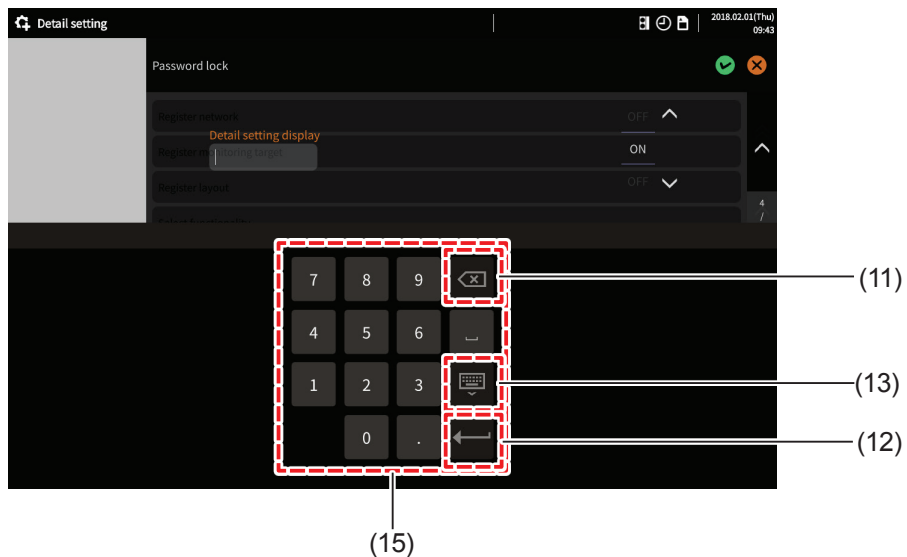 Detail setting
2018.02.01(Thu)
09:43
Password lock
Register network OFF
Detail setting display
Register monitoring target ON
Register layout OFF
4
/
7 8 9
(11)
4 5 6
1 2 3
(13)
0 .
(12)
(15)